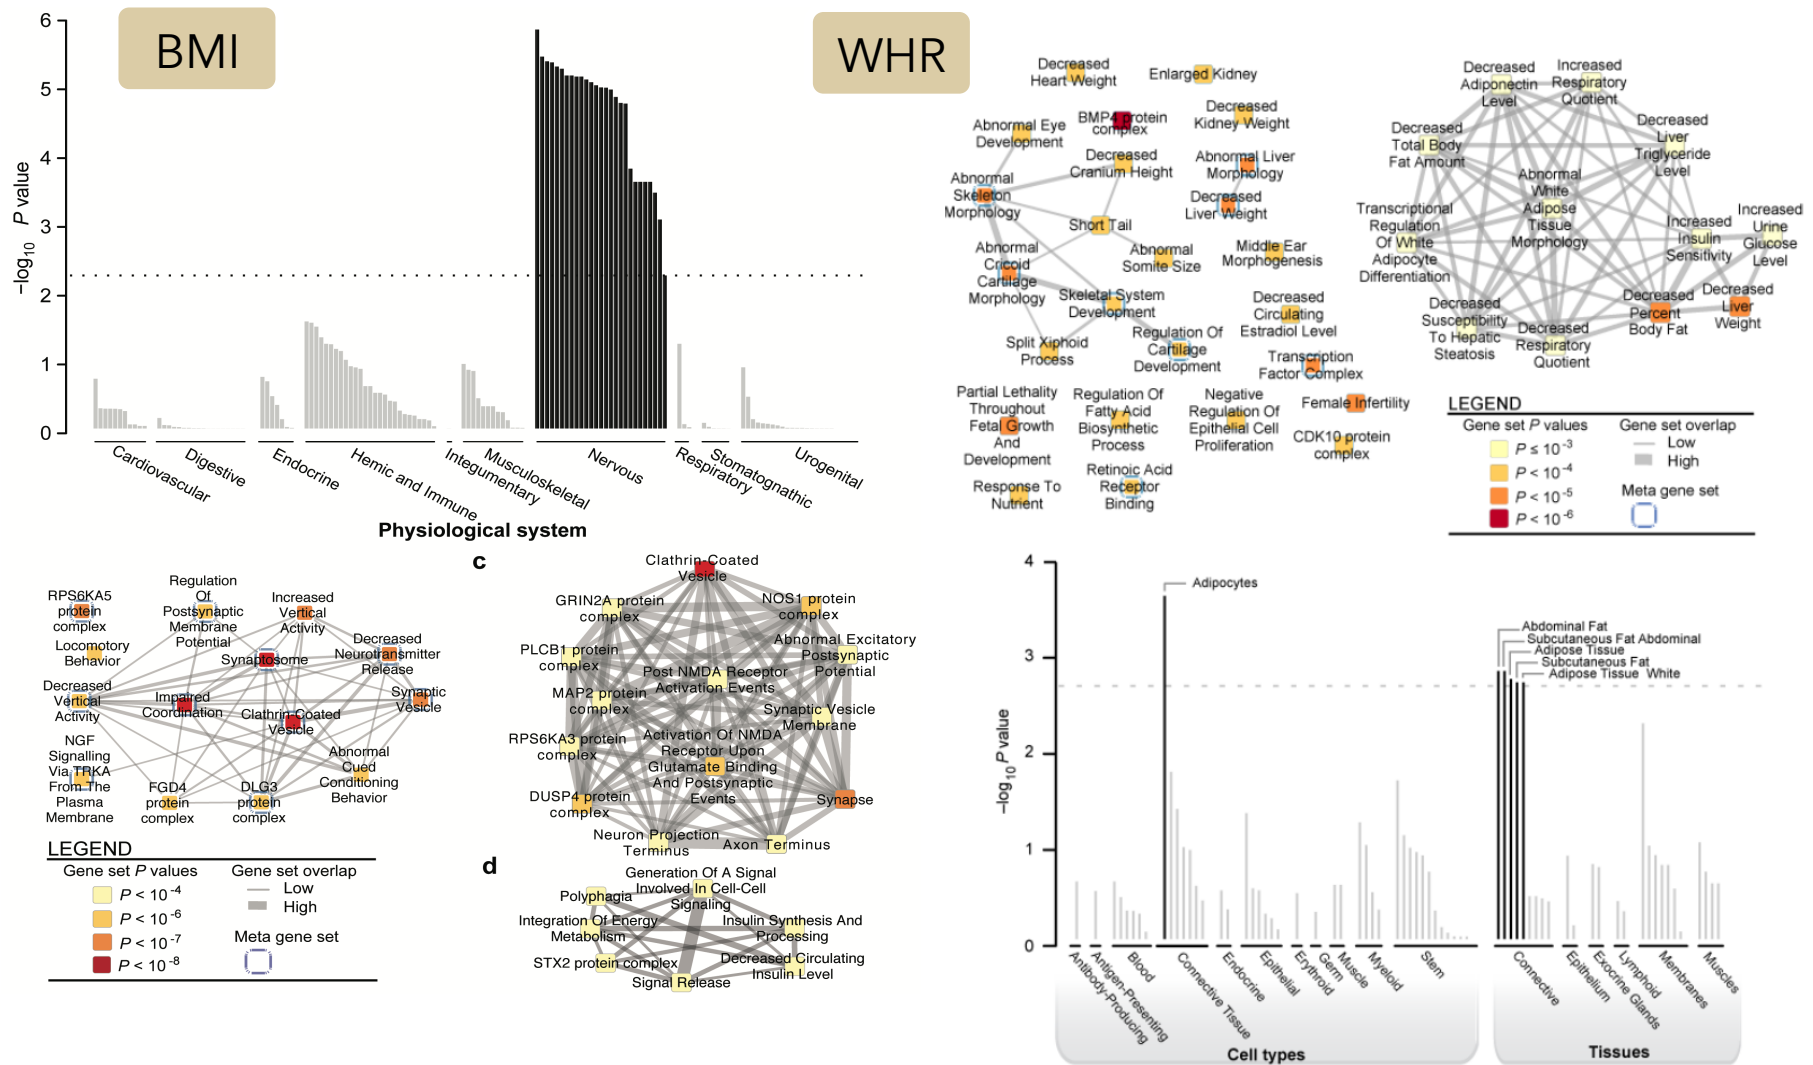 BMI
6
5
4
3
2
1
0
−log10 P value
Cardiovascular
Digestive
Endocrine
Hemic and Immune
Integumentary
Musculoskeletal
Nervous
Respiratory
Stomatognathic
Urogenital
Physiological system
RPS6KA5
protein
complex
Regulation
Of
Postsynaptic
Membrane
Potential
Increased
Vertical
Activity
Locomotory
Behavior
Synaptosome
Decreased
Neurotransmitter
Release
Decreased
Vertical
Activity
Impaired
Coordination
Clathrin-Coated
Vesicle
Synaptic
Vesicle
NGF
Signalling
Via TRKA
From The
Plasma
Membrane
FGD4
protein
complex
DLG3
protein
complex
Abnormal
Cued
Conditioning
Behavior
LEGEND
Gene set P values
P < 10-4
P < 10-6
P < 10-7
P < 10-8
Gene set overlap
Low
High
Meta gene set
c
Clathrin-Coated
Vesicle
GRIN2A protein
complex
NOS1 protein
complex
PLCB1 protein
complex
Abnormal Excitatory
Postsynaptic
Potential
Post NMDA Receptor
Activation Events
MAP2 protein
complex
Synaptic Vesicle
Membrane
RPS6KA3 protein
complex
Activation Of NMDA
Receptor Upon
Glutamate Binding
And Postsynaptic
Events
DUSP4 protein
complex
Synapse
Neuron Projection
Terminus
Axon Terminus
d
Generation Of A Signal
Involved In Cell-Cell
Signaling
Polyphagia
Integration Of Energy
Metabolism
Insulin Synthesis And
Processing
STX2 protein complex
Decreased Circulating
Insulin Level
Signal Release
WHR
Decreased
Heart Weight
Enlarged Kidney
Abnormal Eye
Development
BMP4 protein
complex
Decreased
Kidney Weight
Decreased
Cranium Height
Abnormal Liver
Morphology
Abnormal
Skeleton
Morphology
Decreased
Liver Weight
Short Tail
Abnormal
Cricoid
Cartilage
Morphology
Abnormal
Somite Size
Middle Ear
Morphogenesis
Skeletal System
Development
Decreased
Circulating
Estradiol Level
Split Xiphoid
Process
Regulation Of
Cartilage
Development
Transcription
Factor Complex
Partial Lethality
Throughout
Fetal Growth
And
Development
Regulation Of
Fatty Acid
Biosynthetic
Process
Negative
Regulation Of
Epithelial Cell
Proliferation
Female Infertility
CDK10 protein
complex
Response To
Nutrient
Retinoic Acid
Receptor
Binding
Decreased
Adiponectin
Level
Increased
Respiratory
Quotient
Decreased
Total Body
Fat Amount
Decreased
Liver
Triglyceride
Level
Abnormal
White
Adipose
Tissue
Morphology
Transcriptional
Regulation
Of White
Adipocyte
Differentiation
Increased
Insulin
Sensitivity
Increased
Urine
Glucose
Level
Decreased
Susceptibility
To Hepatic
Steatosis
Decreased
Respiratory
Quotient
Decreased
Percent
Body Fat
Decreased
Liver
Weight
LEGEND
Gene set P values
P ≤ 10-3
P < 10-4
P < 10-5
P < 10-6
Gene set overlap
Low
High
Meta gene set
4
3
2
1
0
−log10 P value
Adipocytes
Abdominal Fat
Subcutaneous Fat Abdominal
Adipose Tissue
Subcutaneous Fat
Adipose Tissue White
Antibody-Producing
Antigen-Presenting
Blood
Connective Tissue
Endocrine
Epithelial
Erythroid
Germ
Muscle
Myeloid
Stem
Cell types
Connective
Epithelium
Exocrine Glands
Lymphoid
Membranes
Muscles
Tissues